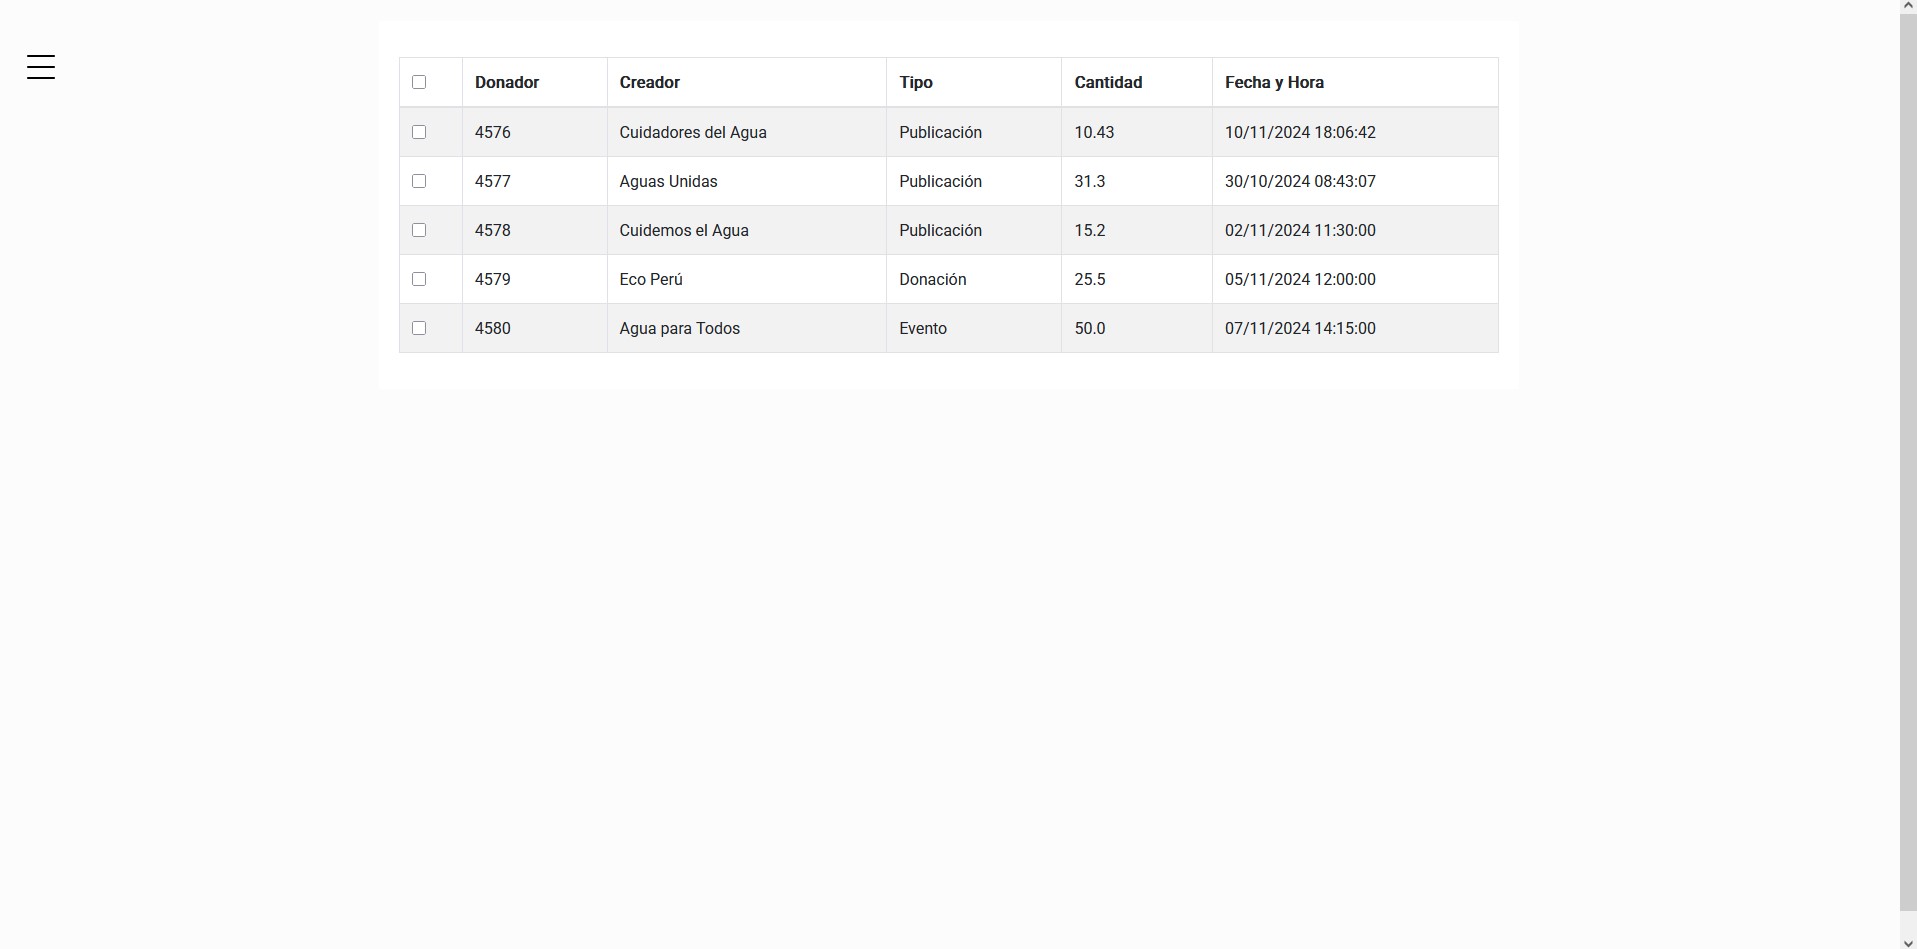 Donador Creador Tipo Cantidad Fecha y Hora
4576 Cuidadores del Agua Publicación 10.43 10/11/2024 18:06:42
4577 Aguas Unidas Publicación 31.3 30/10/2024 08:43:07
4578 Cuidemos el Agua Publicación 15.2 02/11/2024 11:30:00
4579 Eco Perú Donación 25.5 05/11/2024 12:00:00
4580 Agua para Todos Evento 50.0 07/11/2024 14:15:00